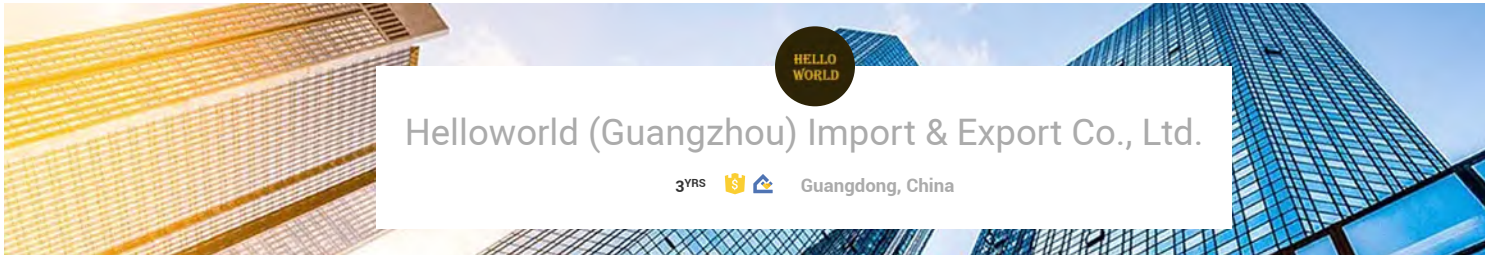 HELLO
WORLD
Helloworld (Guangzhou) Import & Export Co., Ltd.
3YRS $ Guangdong, China